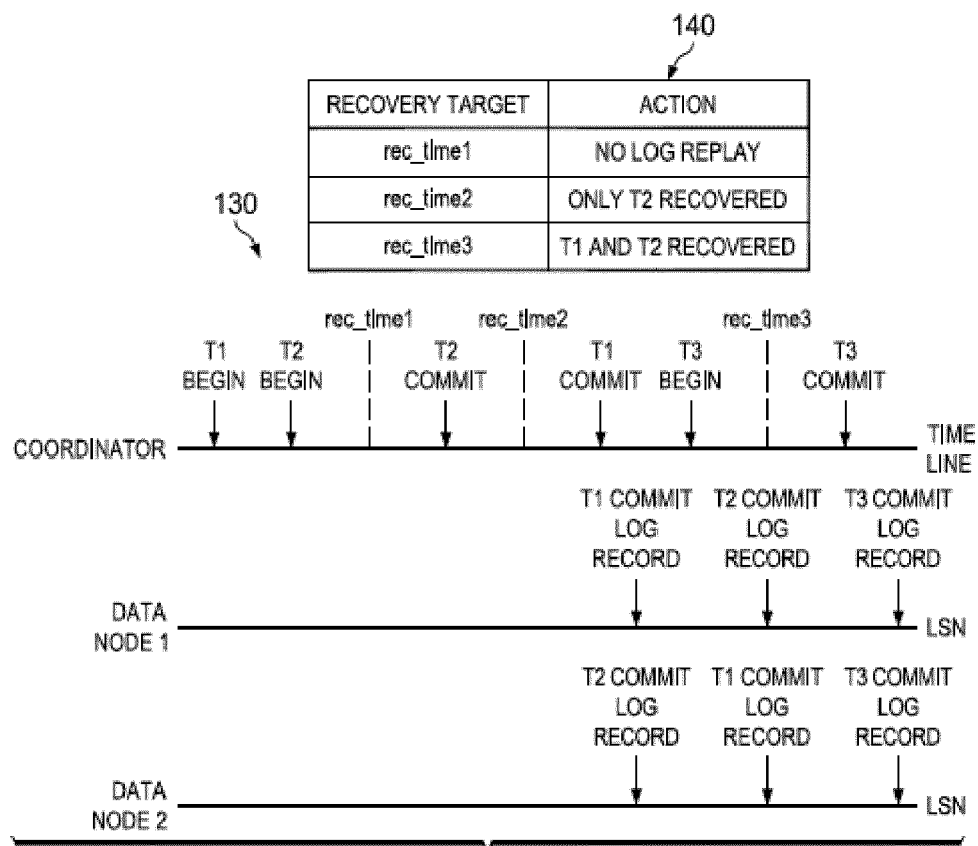 140
RECOVERY TARGET ACTION
rec_time1 NO LOG REPLAY
rec_time2 ONLY T2 RECOVERED
rec_time3 T1 AND T2 RECOVERED
130
rec_time1 rec_time2 rec_time3
T1 T2 T2 T1 T3 T3
BEGIN BEGIN COMMIT COMMIT BEGIN COMMIT
COORDINATOR TIME
LINE
T1 COMMIT T2 COMMIT T3 COMMIT
LOG LOG LOG
RECORD RECORD RECORD
DATA
NODE 1 LSN
T2 COMMIT T1 COMMIT T3 COMMIT
LOG LOG LOG
RECORD RECORD RECORD
DATA
NODE 2 LSN